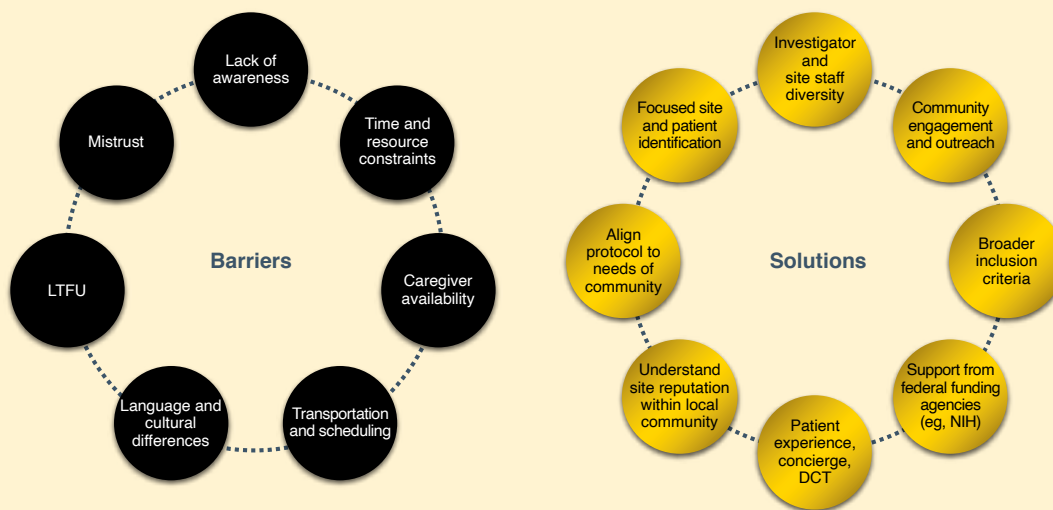 Barriers
Lack of
awareness
Time and
resource
constraints
Caregiver
availability
Transportation
and scheduling
Language and
cultural
differences
LTFU
Mistrust
Solutions
Investigator
and
site staff
diversity
Community
engagement
and outreach
Broader
inclusion
criteria
Support from
federal funding
agencies
(eg, NIH)
Patient
experience,
concierge,
DCT
Understand
site reputation
within local
community
Align
protocol to
needs of
community
Focused site
and patient
identification